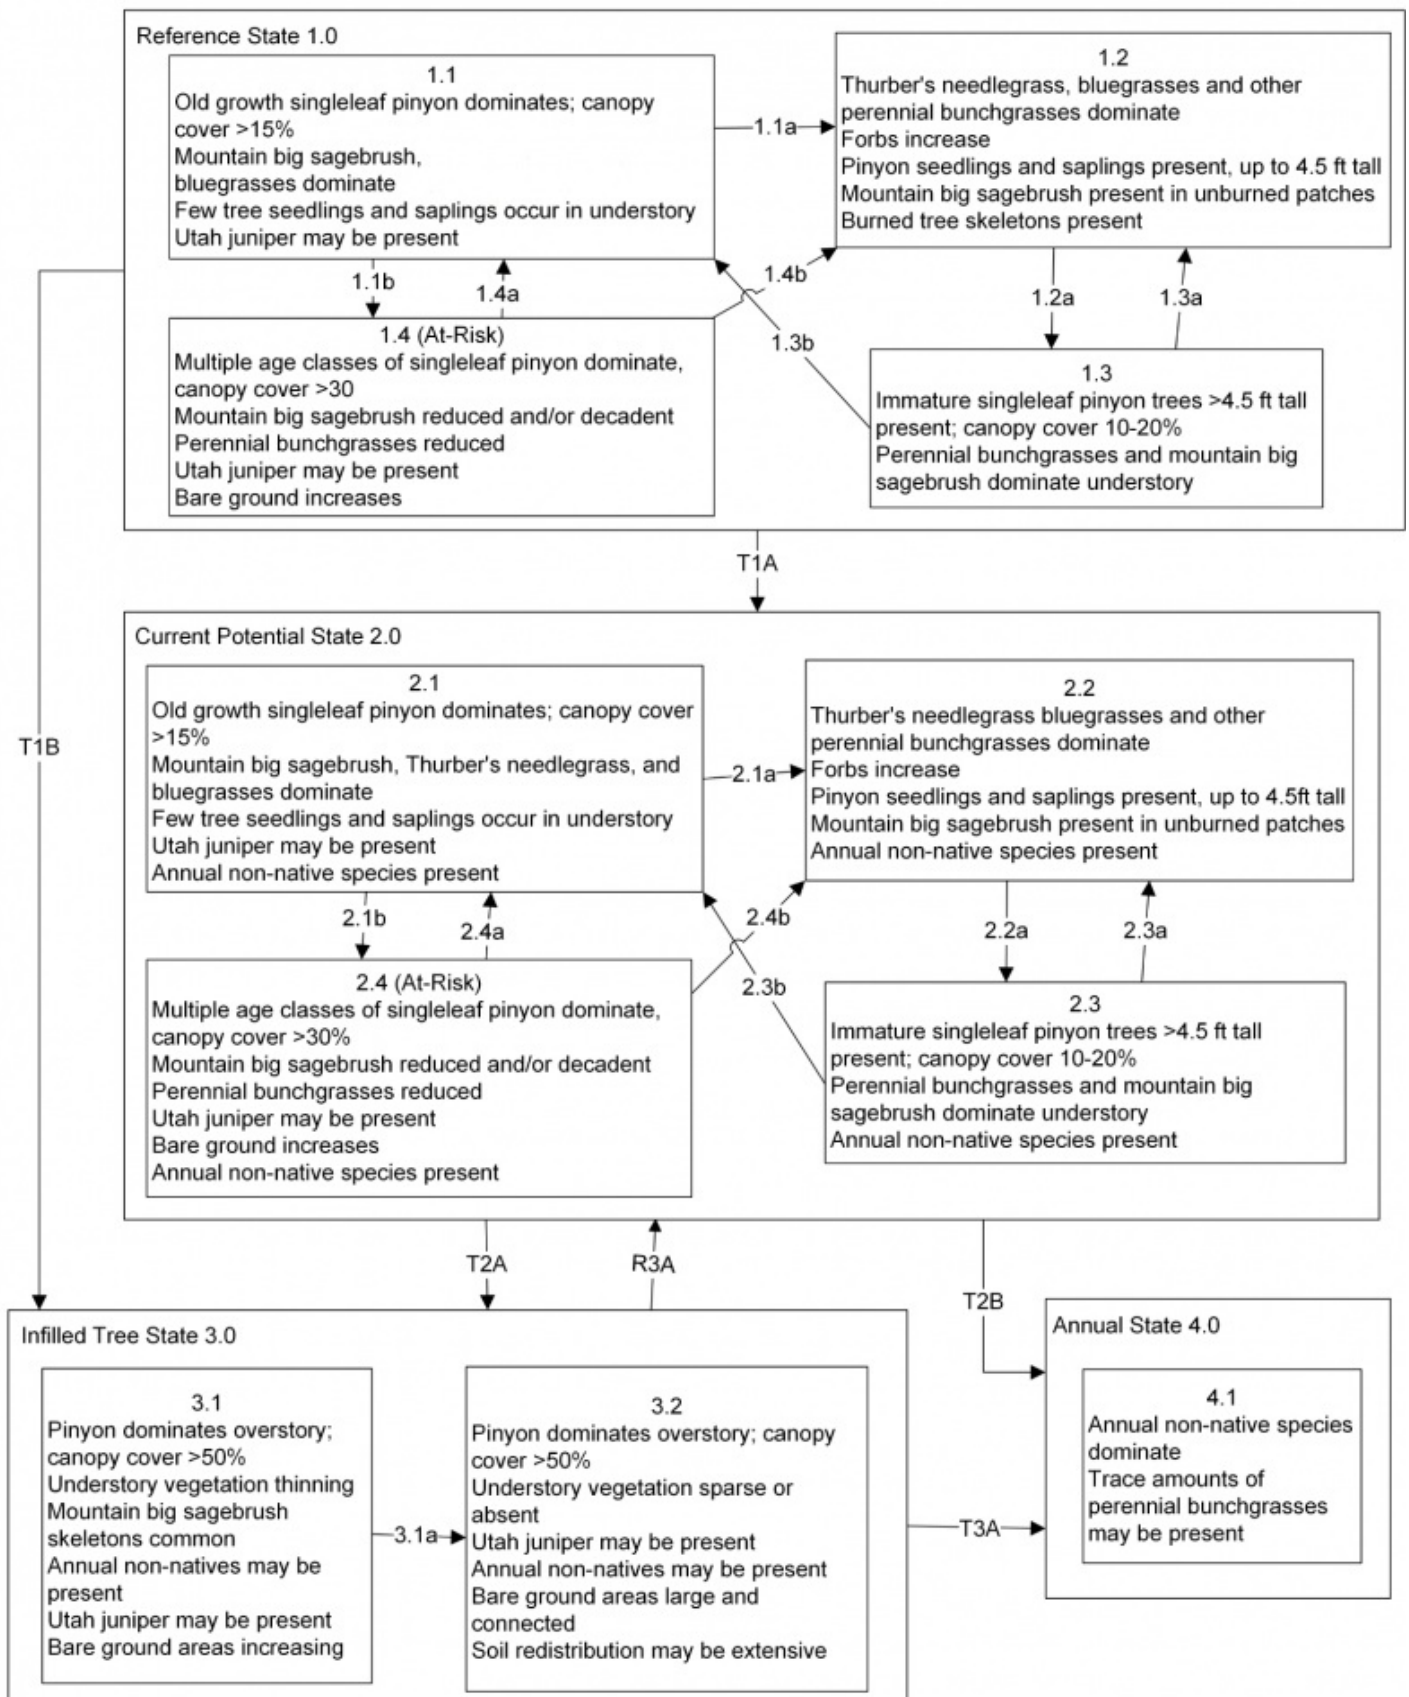 Reference State 1.0
1.1
Old growth singleleaf pinyon dominates; canopy
cover >15%
Mountain big sagebrush,
bluegrasses dominate
Few tree seedlings and saplings occur in understory
Utah juniper may be present
1.1a
1.2
Thurber's needlegrass, bluegrasses and other
perennial bunchgrasses dominate
Forbs increase
Pinyon seedlings and saplings present, up to 4.5 ft tall
Mountain big sagebrush present in unburned patches
Burned tree skeletons present
1.1b
1.4a
1.4b
1.3b
1.2a
1.3a
1.4 (At-Risk)
Multiple age classes of singleleaf pinyon dominate,
canopy cover >30
Mountain big sagebrush reduced and/or decadent
Perennial bunchgrasses reduced
Utah juniper may be present
Bare ground increases
1.3
Immature singleleaf pinyon trees >4.5 ft tall
present; canopy cover 10-20%
Perennial bunchgrasses and mountain big
sagebrush dominate understory
T1A
T1B
Current Potential State 2.0
2.1
Old growth singleleaf pinyon dominates; canopy cover
>15%
Mountain big sagebrush, Thurber's needlegrass, and
bluegrasses dominate
Few tree seedlings and saplings occur in understory
Utah juniper may be present
Annual non-native species present
2.1a
2.2
Thurber's needlegrass bluegrasses and other
perennial bunchgrasses dominate
Forbs increase
Pinyon seedlings and saplings present, up to 4.5ft tall
Mountain big sagebrush present in unburned patches
Annual non-native species present
2.1b
2.4a
2.4b
2.3b
2.2a
2.3a
2.4 (At-Risk)
Multiple age classes of singleleaf pinyon dominate,
canopy cover >30%
Mountain big sagebrush reduced and/or decadent
Perennial bunchgrasses reduced
Utah juniper may be present
Bare ground increases
Annual non-native species present
2.3
Immature singleleaf pinyon trees >4.5 ft tall
present; canopy cover 10-20%
Perennial bunchgrasses and mountain big
sagebrush dominate understory
Annual non-native species present
T2A
R3A
T2B
Infilled Tree State 3.0
3.1
Pinyon dominates overstory;
canopy cover >50%
Understory vegetation thinning
Mountain big sagebrush
skeletons common
Annual non-natives may be
present
Utah juniper may be present
Bare ground areas increasing
3.1a
3.2
Pinyon dominates overstory; canopy
cover >50%
Understory vegetation sparse or
absent
Utah juniper may be present
Annual non-natives may be present
Bare ground areas large and
connected
Soil redistribution may be extensive
T3A
Annual State 4.0
4.1
Annual non-native species
dominate
Trace amounts of
perennial bunchgrasses
may be present